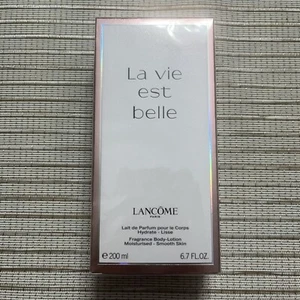 La vie
est
belle
LANCÔME
PARIS
Lait de Parfum pour le Corps
Hydraté - Lisse
Fragrance Body-Lotion
Moisturised - Smooth Skin
e 200 ml 6.7 FL.OZ.